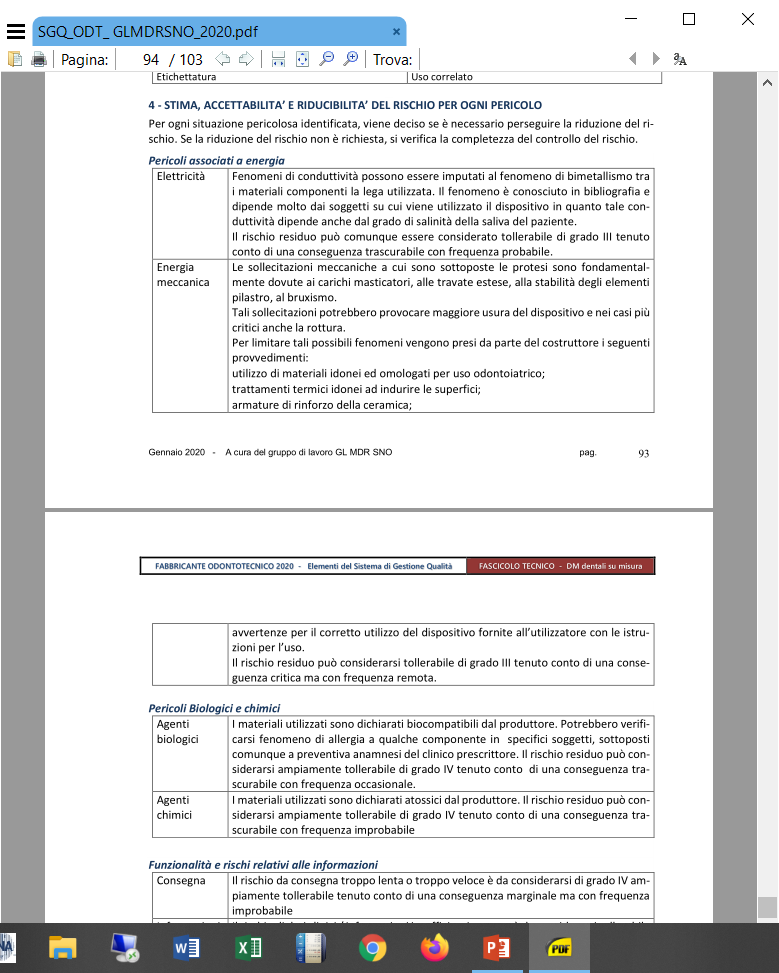 SGQ_ODT_ GLMDRSNO_2020.pdf
Pagina: 94 / 103 Trova:
Etichettatura Uso correlato
4 - STIMA, ACCETTABILITA' E RIDUCIBILITA' DEL RISCHIO PER OGNI PERICOLO
Per ogni situazione pericolosa identificata, viene deciso se è necessario perseguire la riduzione del ri-
schio. Se la riduzione del rischio non è richiesta, si verifica la completezza del controllo del rischio.
Pericoli associati a energia
Elettricità Fenomeni di conduttività possono essere imputati al fenomeno di bimetallismo tra
i materiali componenti la lega utilizzata. Il fenomeno è conosciuto in bibliografia e
dipende molto dai soggetti su cui viene utilizzato il dispositivo in quanto tale con-
duttività dipende anche dal grado di salinità della saliva del paziente.
Il rischio residuo può comunque essere considerato tollerabile di grado III tenuto
conto di una conseguenza trascurabile con frequenza probabile.
Energia Le sollecitazioni meccaniche a cui sono sottoposte le protesi sono fondamental-
meccanica mente dovute ai carichi masticatori, alle travate estese, alla stabilità degli elementi
pilastro, al bruxismo.
Tali sollecitazioni potrebbero provocare maggiore usura del dispositivo e nei casi più
critici anche la rottura.
Per limitare tali possibili fenomeni vengono presi da parte del costruttore i seguenti
provvedimenti:
utilizzo di materiali idonei ed omologati per uso odontoiatrico;
trattamenti termici idonei ad indurire le superfici;
armature di rinforzo della ceramica;
Gennaio 2020 - A cura del gruppo di lavoro GL MDR SNO pag. 93
FABBRICANTE ODONTOTECNICO 2020 - Elementi del Sistema di Gestione Qualità FASCICOLO TECNICO - DM dentali su misura
avvertenze per il corretto utilizzo del dispositivo fornite all'utilizzatore con le istru-
zioni per l'uso.
Il rischio residuo può considerarsi tollerabile di grado III tenuto conto di una conse-
guenza critica ma con frequenza remota.
Pericoli Biologici e chimici
Agenti I materiali utilizzati sono dichiarati biocompatibili dal produttore. Potrebbero verifi-
biologici carsi fenomeno di allergia a qualche componente in specifici soggetti, sottoposti
comunque a preventiva anamnesi del clinico prescrittore. Il rischio residuo può con-
siderarsi ampiamente tollerabile di grado IV tenuto conto di una conseguenza tra-
scurabile con frequenza occasionale.
Agenti I materiali utilizzati sono dichiarati atossici dal produttore. Il rischio residuo può con-
chimici siderarsi ampiamente tollerabile di grado IV tenuto conto di una conseguenza tra-
scurabile con frequenza improbabile
Funzionalità e rischi relativi alle informazioni
Consegna Il rischio da consegna troppo lenta o troppo veloce è da considerarsi di grado IV am-
piamente tollerabile tenuto conto di una conseguenza marginale ma con frequenza
improbabile
PDF